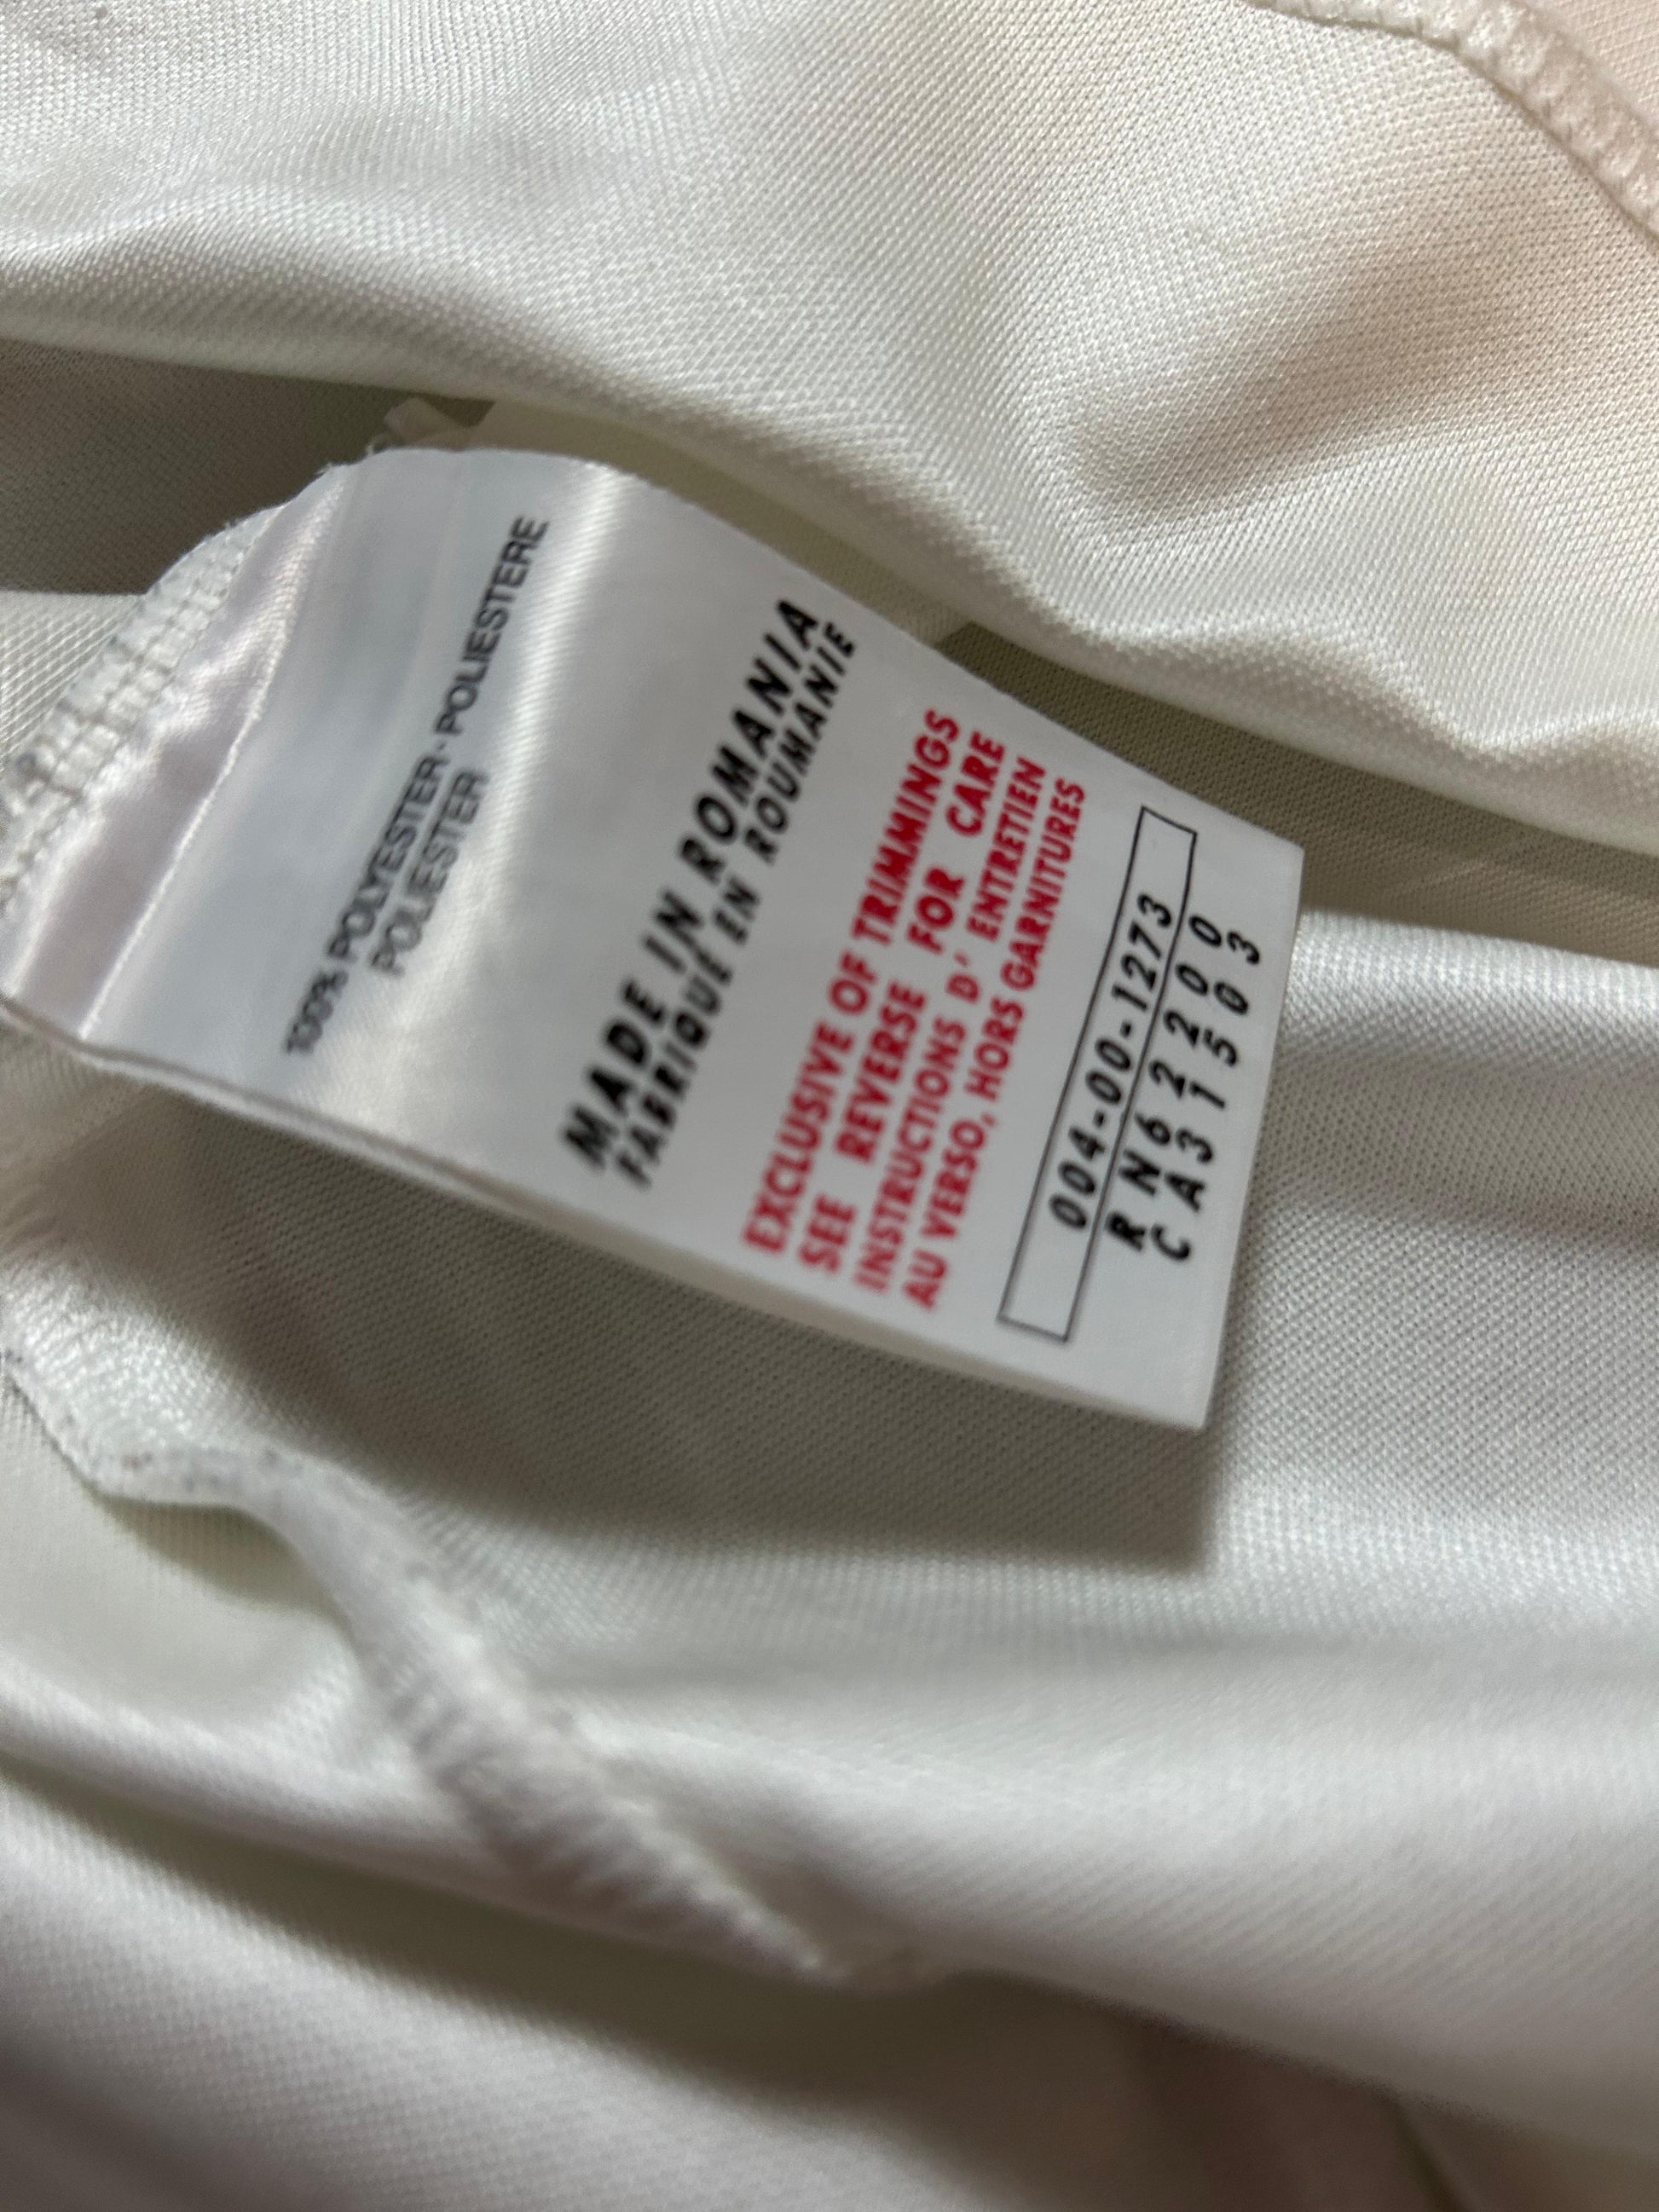 100% POLYESTER- POLIESTERE
POLIESTER
MADE IN ROMANIA
FABRIQUE EN ROUMANIE
EXCLUSIVE OF TRIMMINGS
SEE REVERSE FOR CARE
INSTRUCTIONS D' ENTRETIEN
AU VERSO, HORS GARNITURES
004-00-1273
RN62200
CA31503